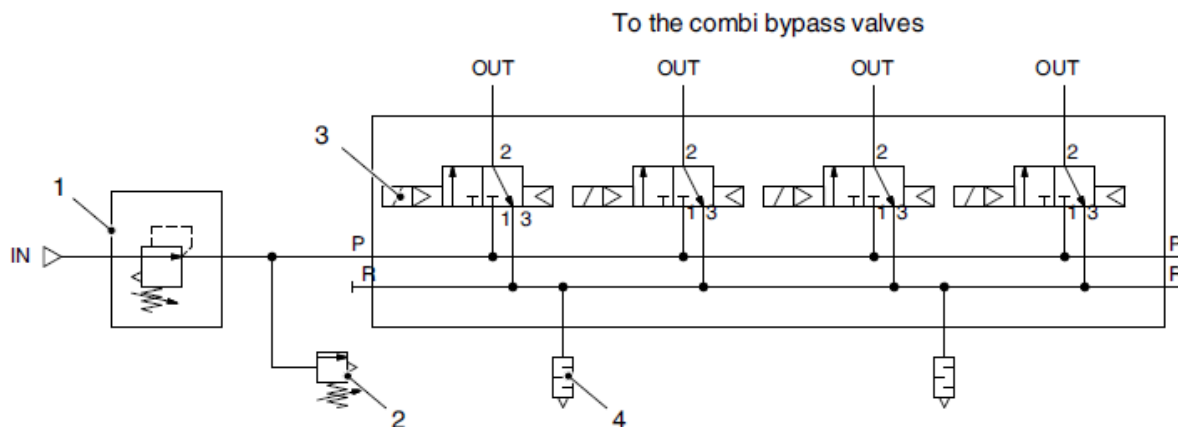 To the combi bypass valves
OUT OUT OUT OUT
3
2 2 2 2
1
1 3 1 3 1 3 1 3
P P
IN
R R
2
4